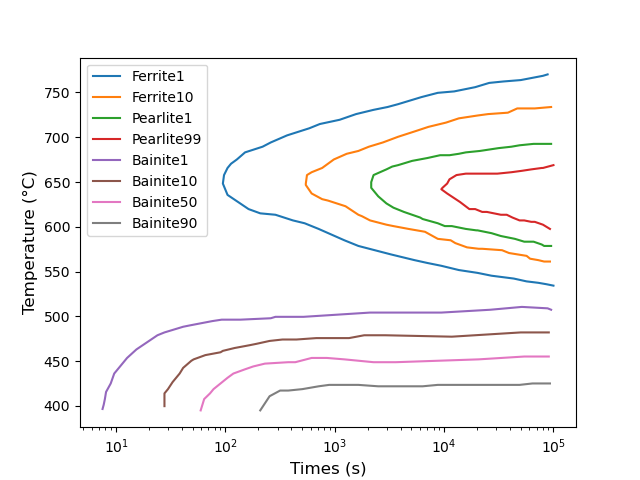 Ferrite1
Ferrite10
Pearlite1
Pearlite99
Bainite1
Bainite10
Bainite50
Bainite90
Temperature (°C)
750
700
650
600
550
500
450
400
10¹ 10² 10³ 10⁴ 10⁵
Times (s)